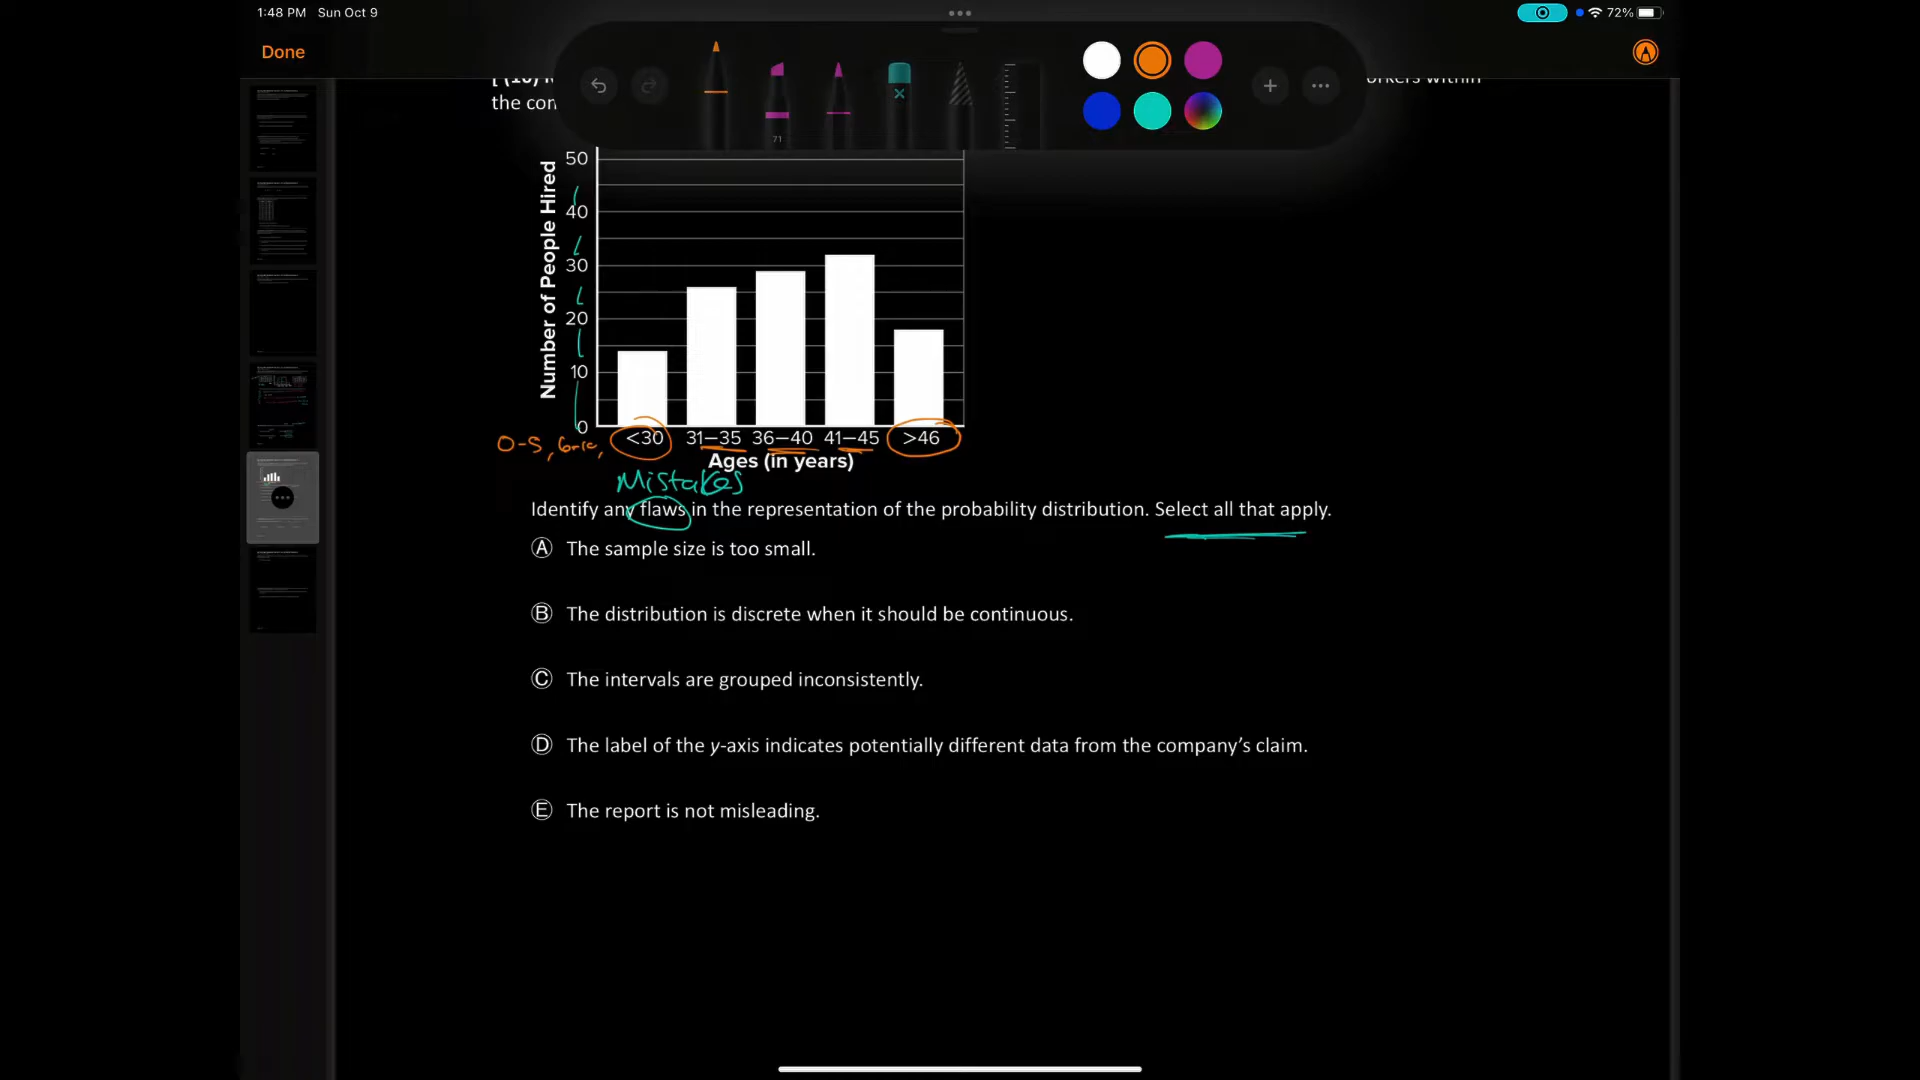 1:48 PM Sun Oct 9
72%
Done
the con
71
Number of People Hired
50
40
30
20
10
0
<30 31–35 36–40 41–45 >46
0-5, 6-10,
Ages (in years)
Mistakes
Identify any flaws in the representation of the probability distribution. Select all that apply.
Ⓐ The sample size is too small.
Ⓑ The distribution is discrete when it should be continuous.
Ⓒ The intervals are grouped inconsistently.
Ⓓ The label of the y-axis indicates potentially different data from the company’s claim.
Ⓔ The report is not misleading.